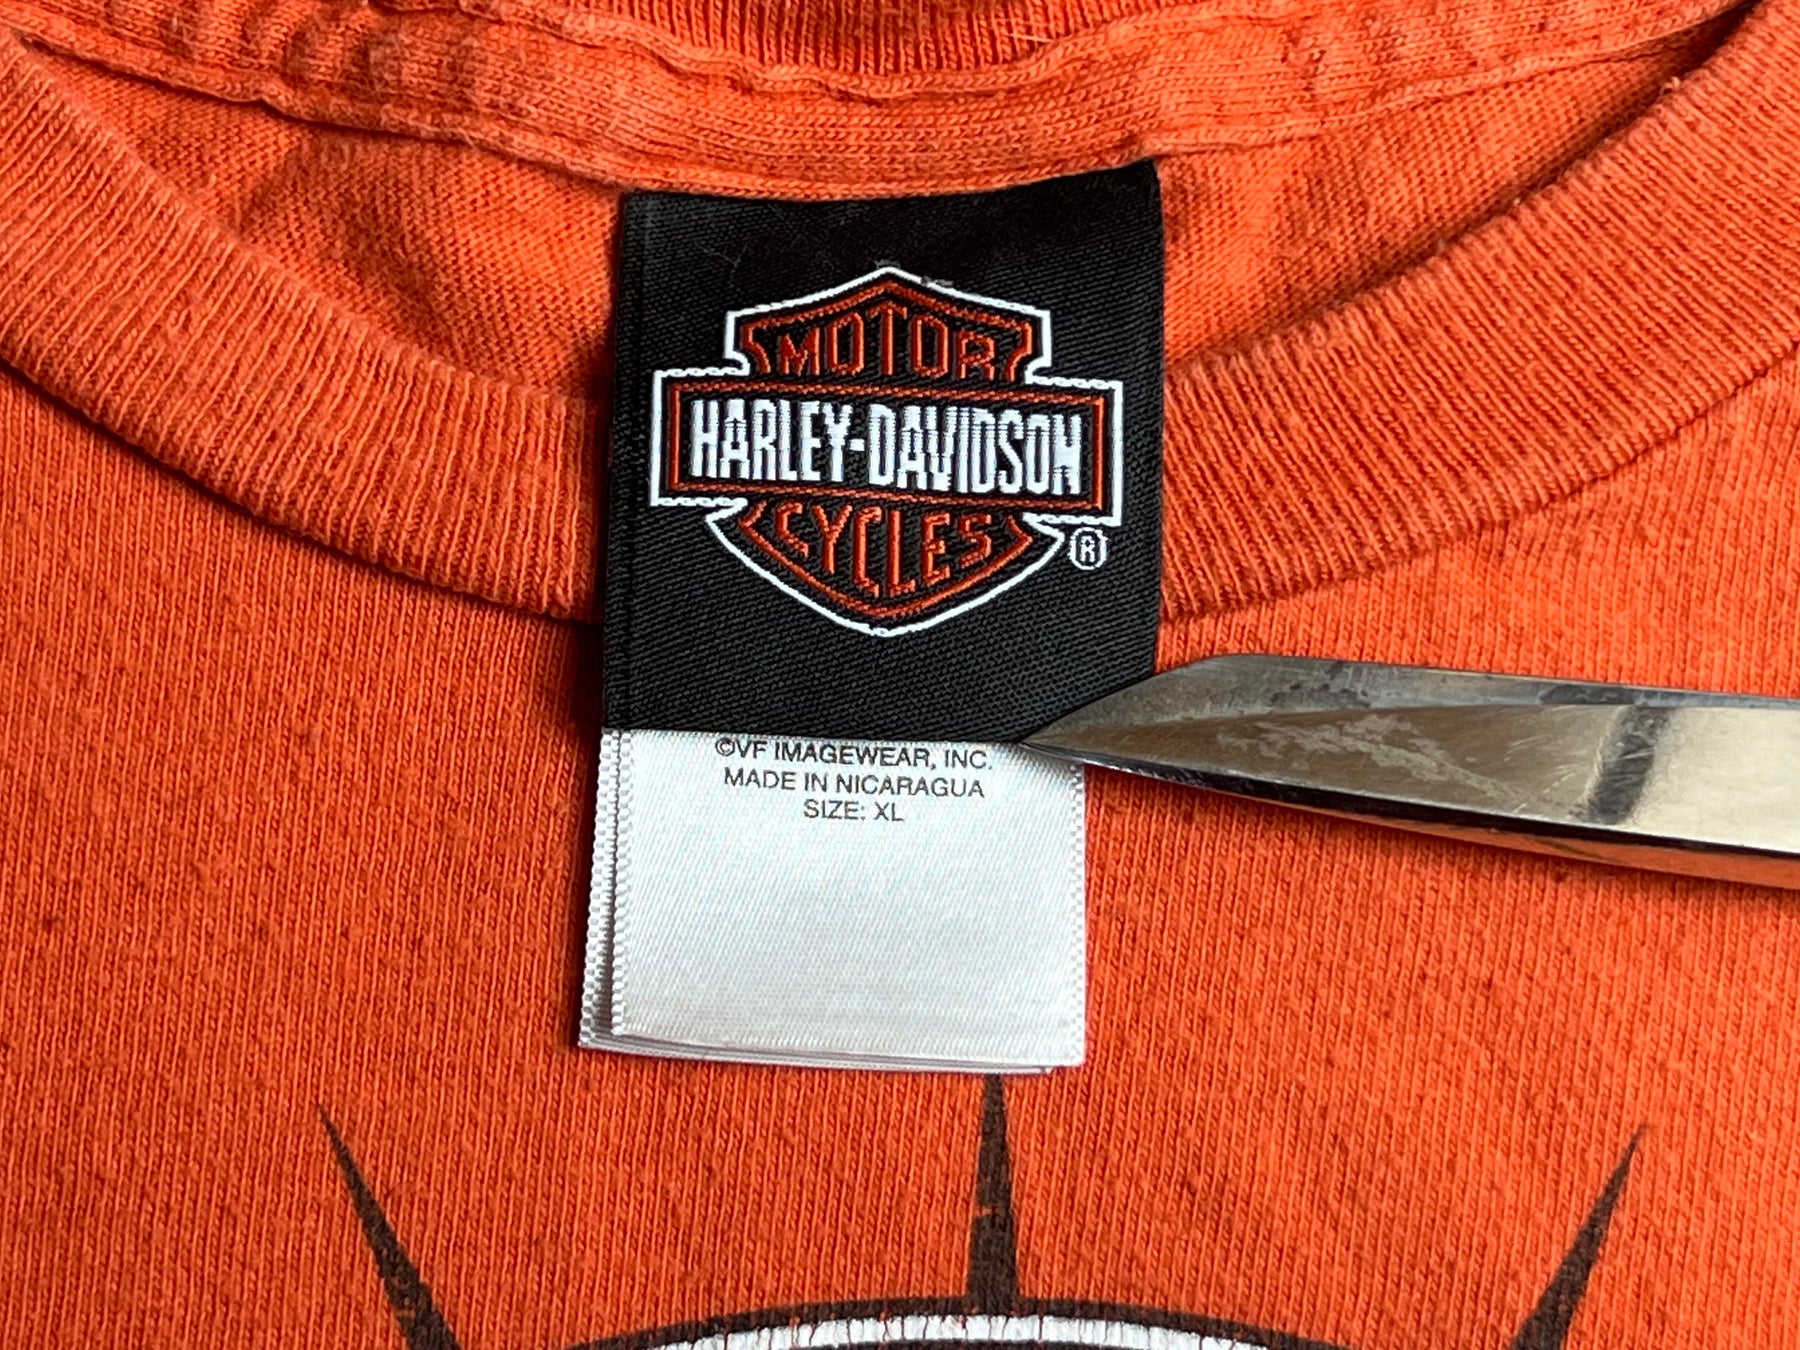 MOTOR
HARLEY-DAVIDSON
CYCLES
®
©VF IMAGEWEAR, INC.
MADE IN NICARAGUA
SIZE: XL